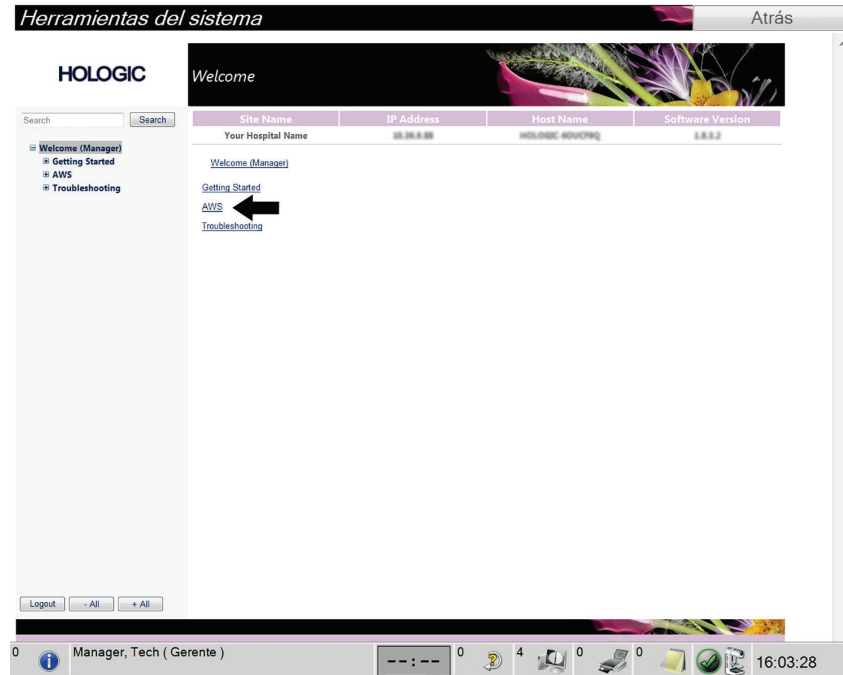 Herramientas del sistema
Atrás
HOLOGIC
Welcome
Search Search
Site Name IP Address Host Name Software Version
Your Hospital Name
Welcome (Manager)
Getting Started
AWS
Troubleshooting
Welcome (Manager)
Getting Started
AWS
Troubleshooting
Logout - All + All
0 Manager, Tech ( Gerente ) --:-- 0 4 0 0 16:03:28